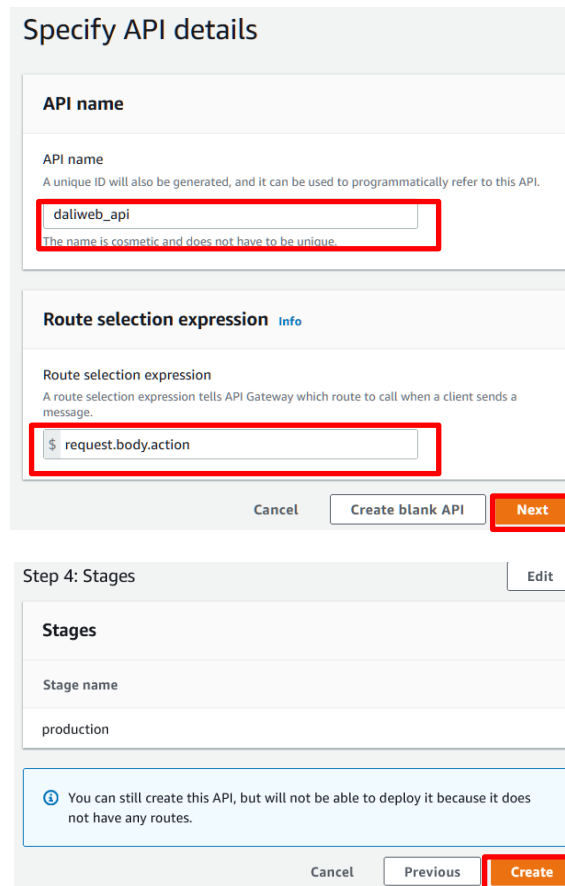 Specify API details
API name
API name
A unique ID will also be generated, and it can be used to programmatically refer to this API.
daliweb_api
The name is cosmetic and does not have to be unique.
Route selection expression Info
Route selection expression
A route selection expression tells API Gateway which route to call when a client sends a
message.
$ request.body.action
Cancel Create blank API Next
Step 4: Stages Edit
Stages
Stage name
production
You can still create this API, but will not be able to deploy it because it does
not have any routes.
Cancel Previous Create